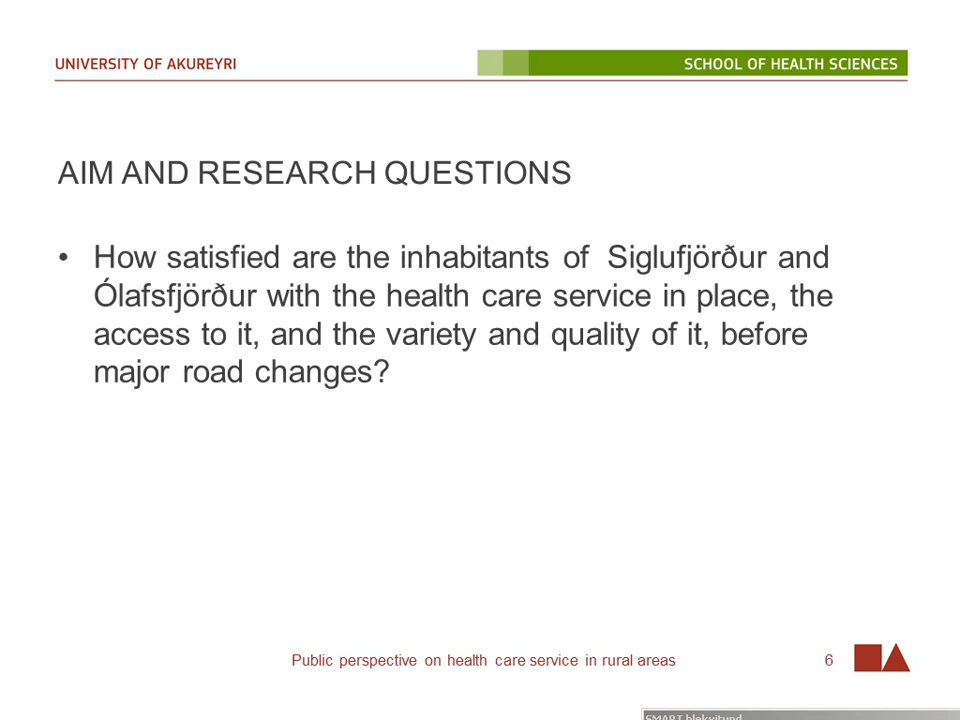 UNIVERSITY OF AKUREYRI
SCHOOL OF HEALTH SCIENCES
AIM AND RESEARCH QUESTIONS
• How satisfied are the inhabitants of Siglufjörður and
Ólafsfjörður with the health care service in place, the
access to it, and the variety and quality of it, before
major road changes?
Public perspective on health care service in rural areas
6
SMART blekvitund